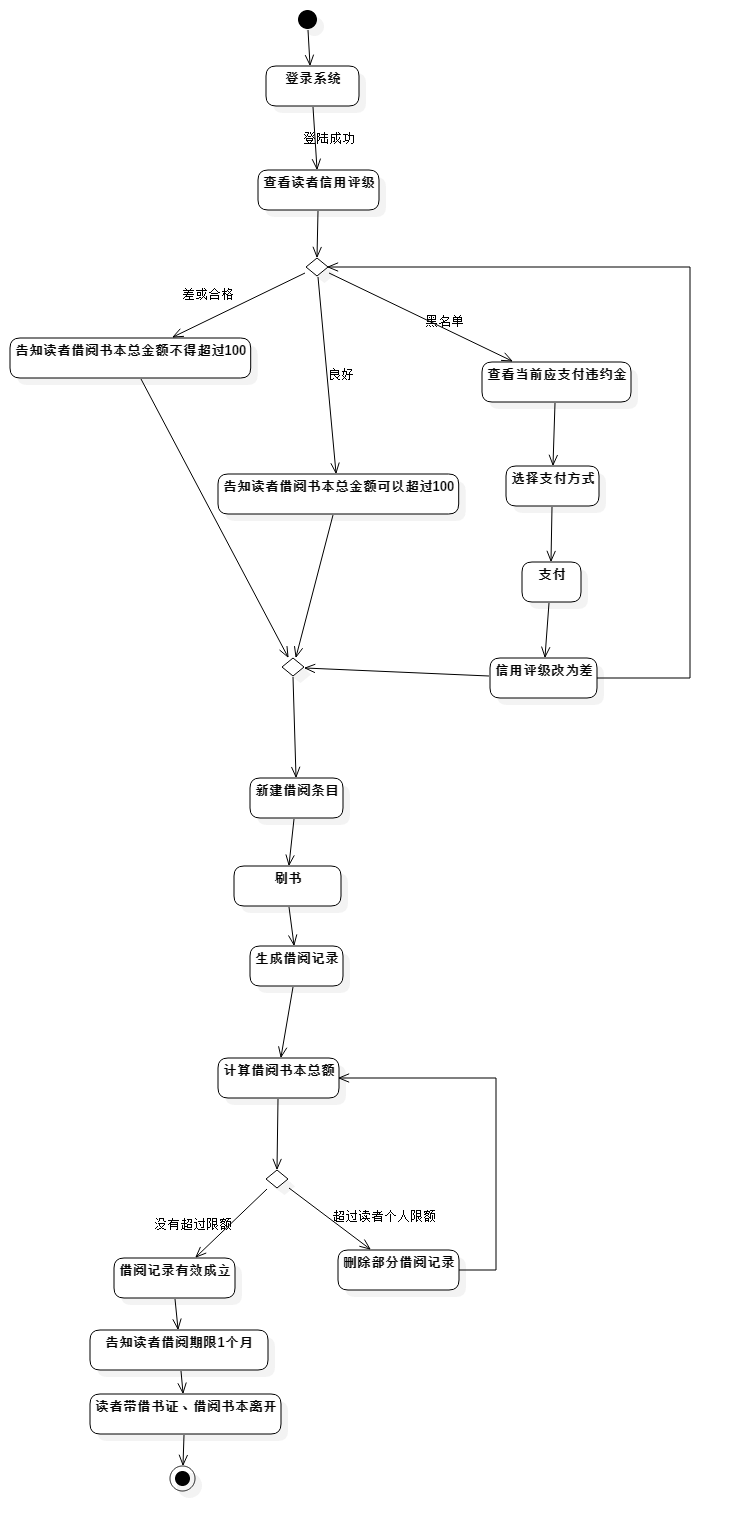 登录系统
登陆成功
查看读者信用评级
差或合格
黑名单
告知读者借阅书本总金额不得超过100
良好
查看当前应支付违约金
选择支付方式
告知读者借阅书本总金额可以超过100
支付
信用评级改为差
新建借阅条目
刷书
生成借阅记录
计算借阅书本总额
没有超过限额
超过读者个人限额
借阅记录有效成立
删除部分借阅记录
告知读者借阅期限1个月
读者带借书证、借阅书本离开